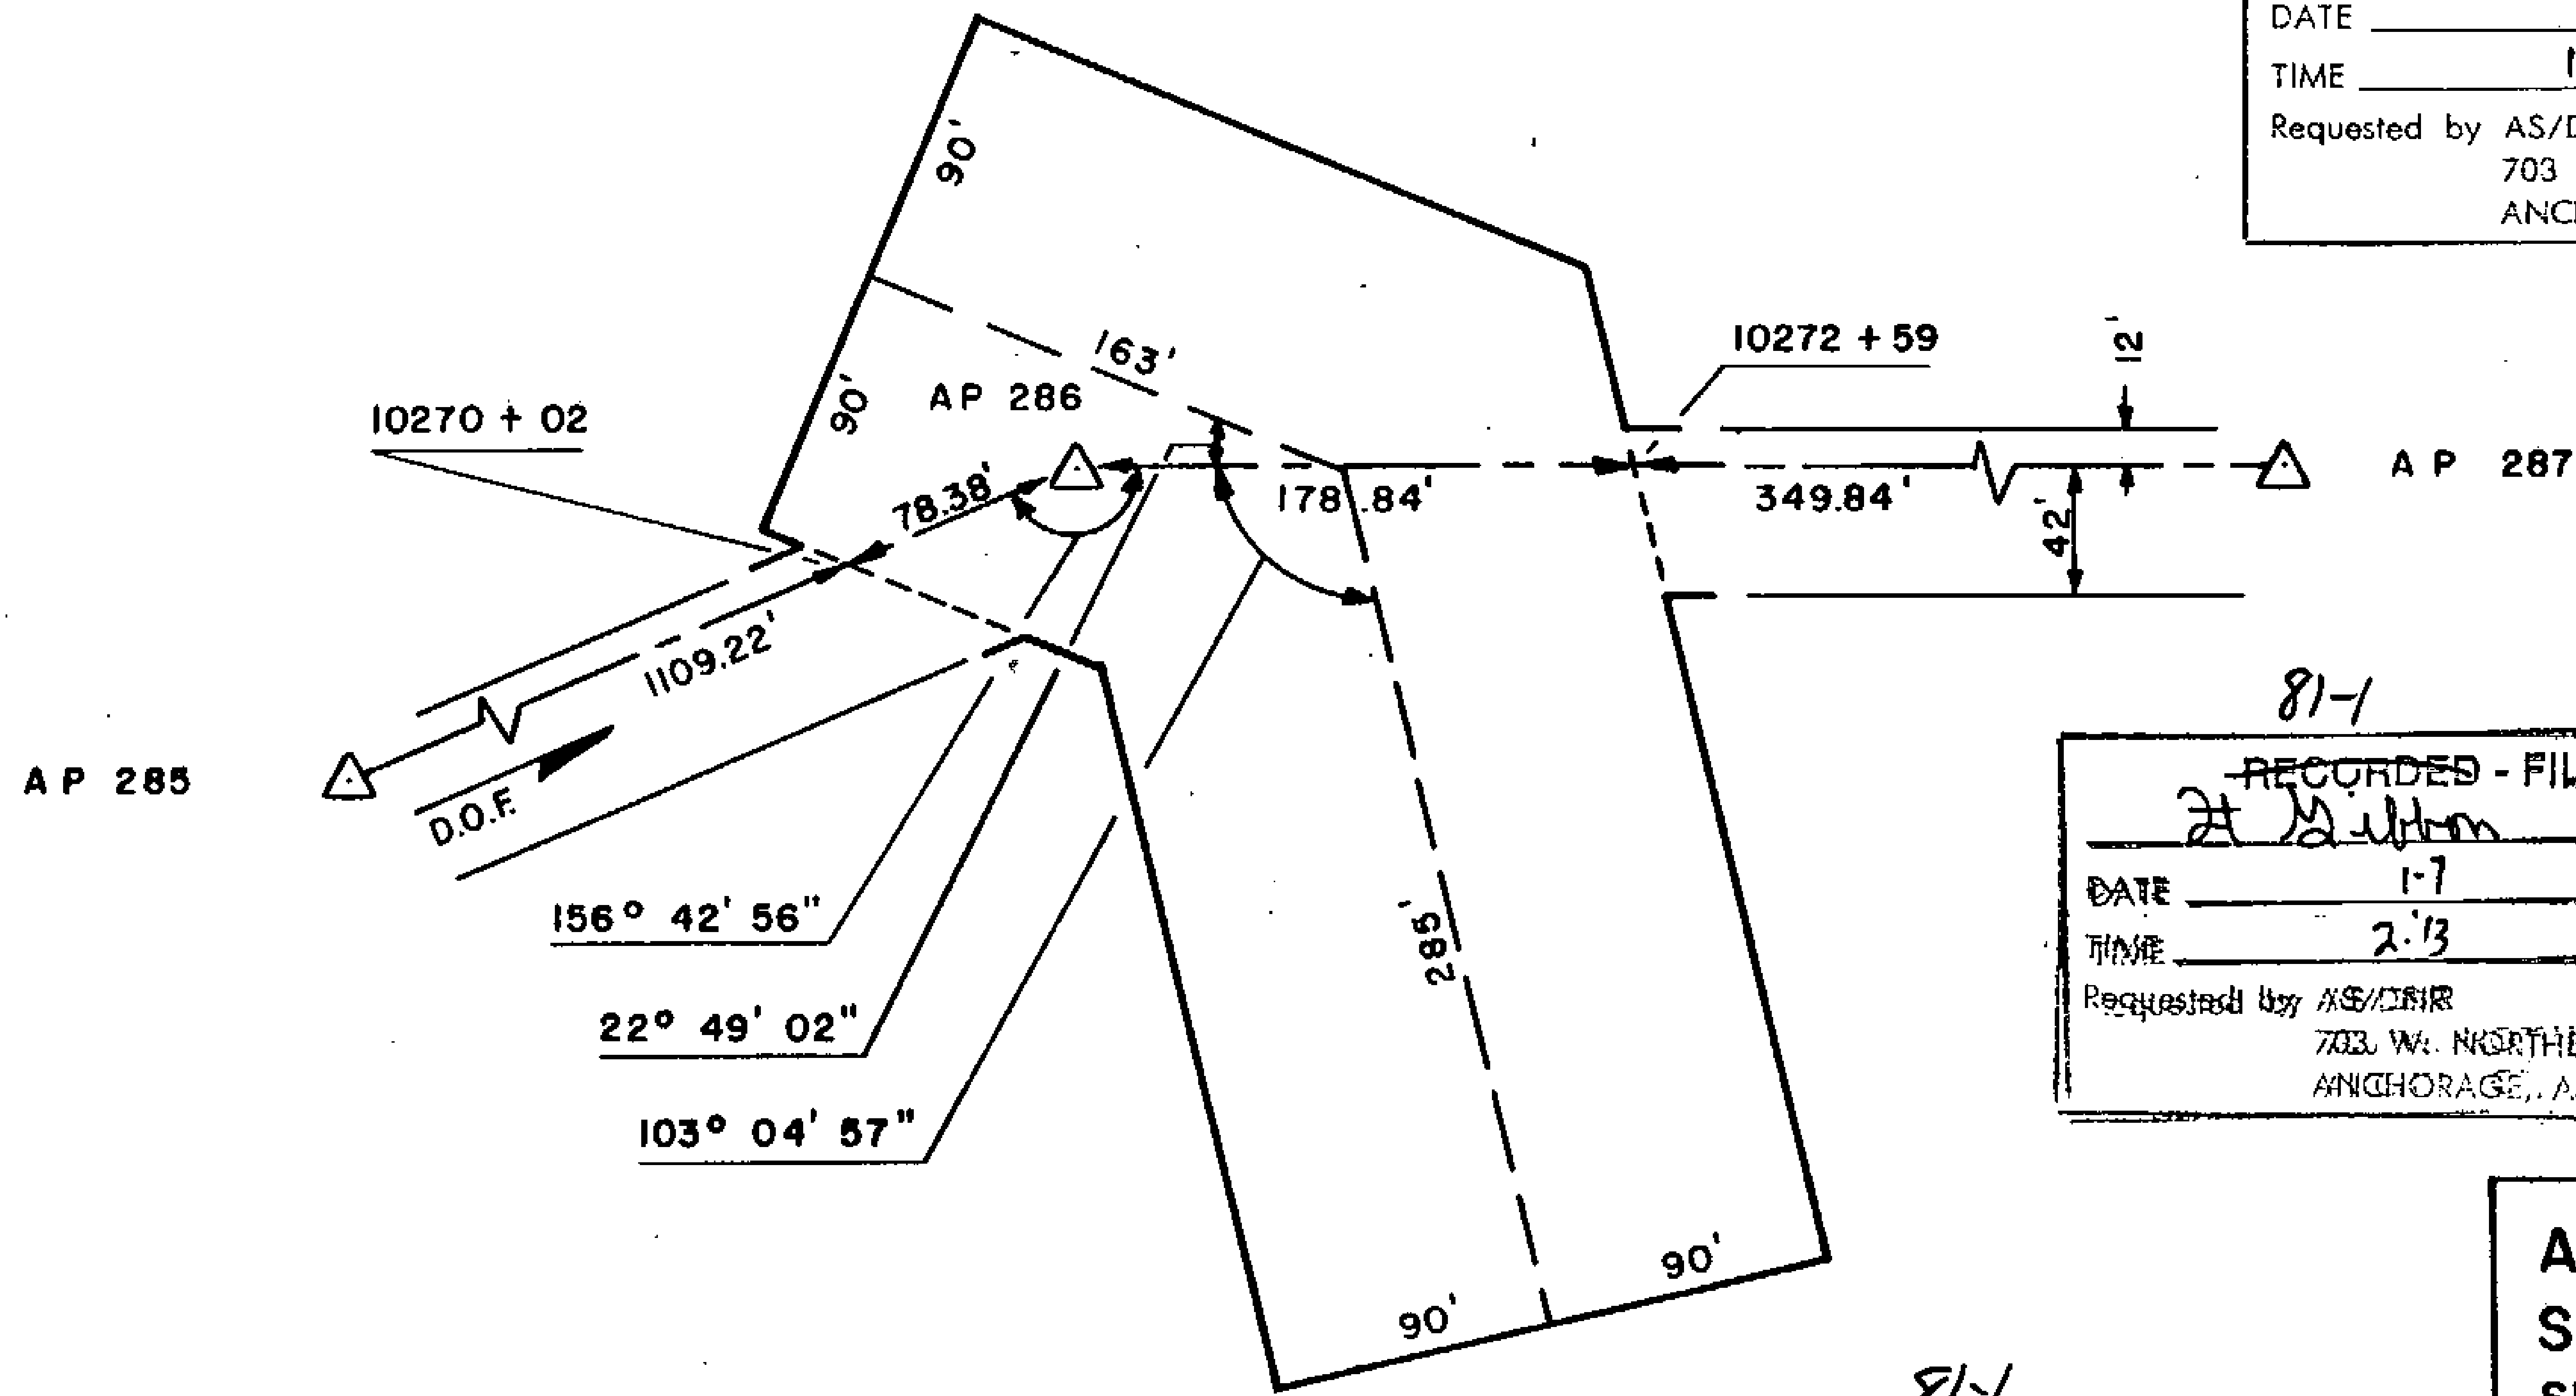 DATE
TIME
Requested by AS/D
703
ANC
90'
163'
10272 + 59
12'
90'
AP 286
10270 + 02
78.38'
178.84'
349.84'
AP 287
42'
1109.22'
AP 285
D.O.F.
81-1
RECORDED - FIL
DATE 1-7
TIME 2:13
Requested by AS/DNR
703 W. NORTHE
ANCHORAGE, A
156° 42' 56"
22° 49' 02"
103° 04' 57"
285'
90'
90'
A
S